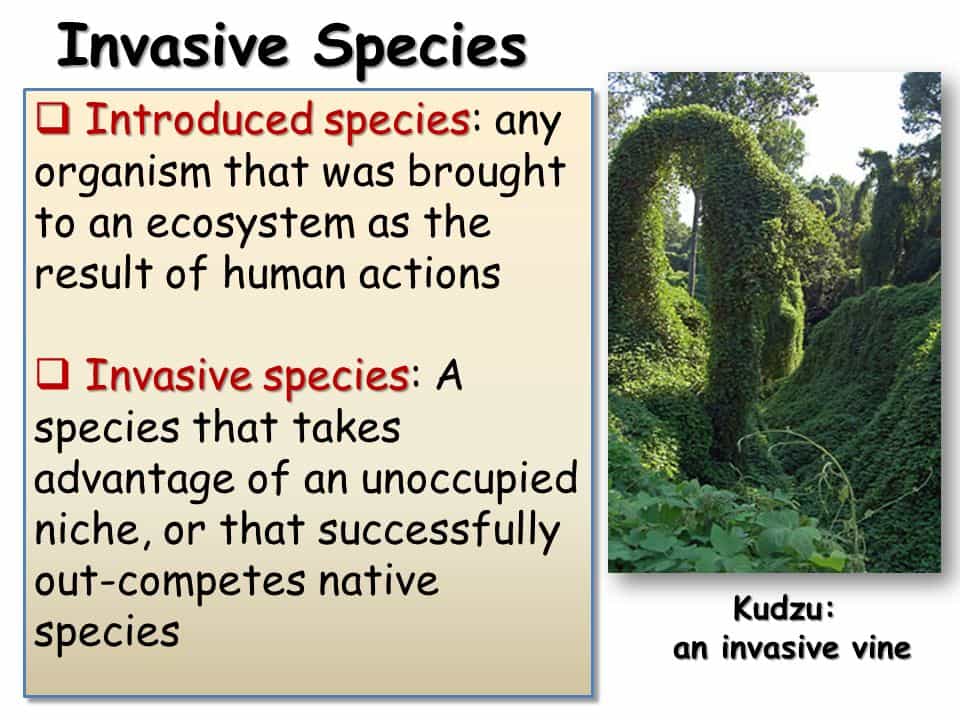 Invasive Species
❑ Introduced species: any
organism that was brought
to an ecosystem as the
result of human actions
❑ Invasive species: A
species that takes
advantage of an unoccupied
niche, or that successfully
out-competes native
species
Kudzu:
an invasive vine